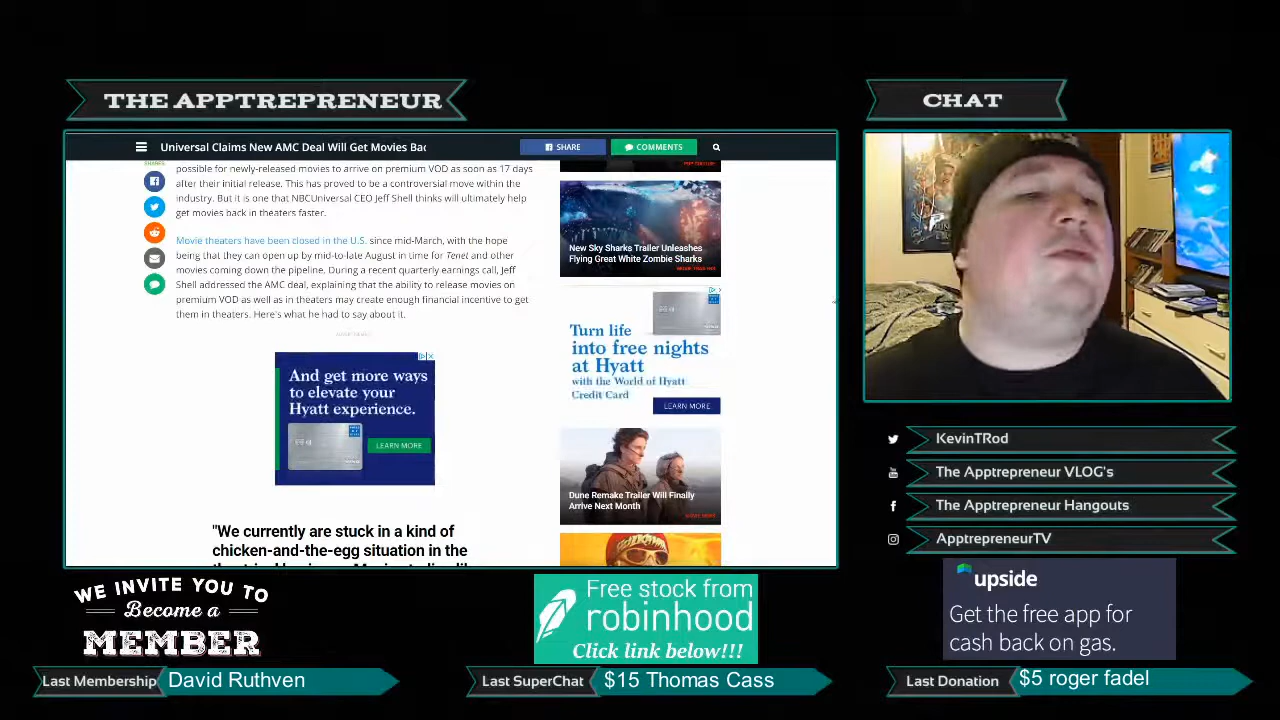 THE APPTREPRENEUR
CHAT
Universal Claims New AMC Deal Will Get Movies Bac
SHARE
COMMENTS
SHARES
possible for newly-released movies to arrive on premium VOD as soon as 17 days
after their initial release. This has proved to be a controversial move within the
industry. But it is one that NBCUniversal CEO Jeff Shell thinks will ultimately help
get movies back in theaters faster.
Movie theaters have been closed in the U.S. since mid-March, with the hope
being that they can open up by mid-to-late August in time for Tenet and other
movies coming down the pipeline. During a recent quarterly earnings call, Jeff
Shell addressed the AMC deal, explaining that the ability to release movies on
premium VOD as well as in theaters may create enough financial incentive to get
them in theaters. Here's what he had to say about it.
And get more ways
to elevate your
Hyatt experience.
LEARN MORE
"We currently are stuck in a kind of
chicken-and-the-egg situation in the
POP CULTURE
New Sky Sharks Trailer Unleashes
Flying Great White Zombie Sharks
Turn life
into free nights
at Hyatt
with the World of Hyatt
Credit Card
LEARN MORE
Dune Remake Trailer Will Finally
Arrive Next Month
KevinTRod
The Apptrepreneur VLOG's
The Apptrepreneur Hangouts
ApptrepreneurTV
WE INVITE YOU TO
Become a
MEMBER
Free stock from
robinhood
Click link below!!!
upside
Get the free app for
cash back on gas.
Last Membership
David Ruthven
Last SuperChat
$15 Thomas Cass
Last Donation
$5 roger fadel